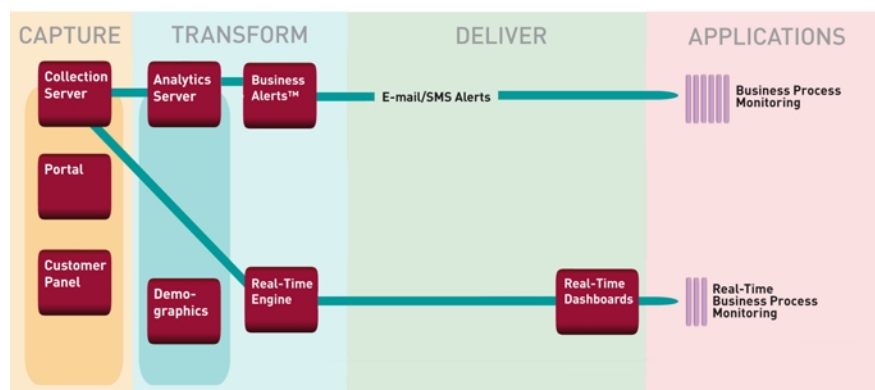 CAPTURE
TRANSFORM
DELIVER
APPLICATIONS
Collection
Server
Analytics
Server
Business
Alerts™
E-mail/SMS Alerts
Business Process
Monitoring
Portal
Customer
Panel
Demo-
graphics
Real-Time
Engine
Real-Time
Dashboards
Real-Time
Business Process
Monitoring